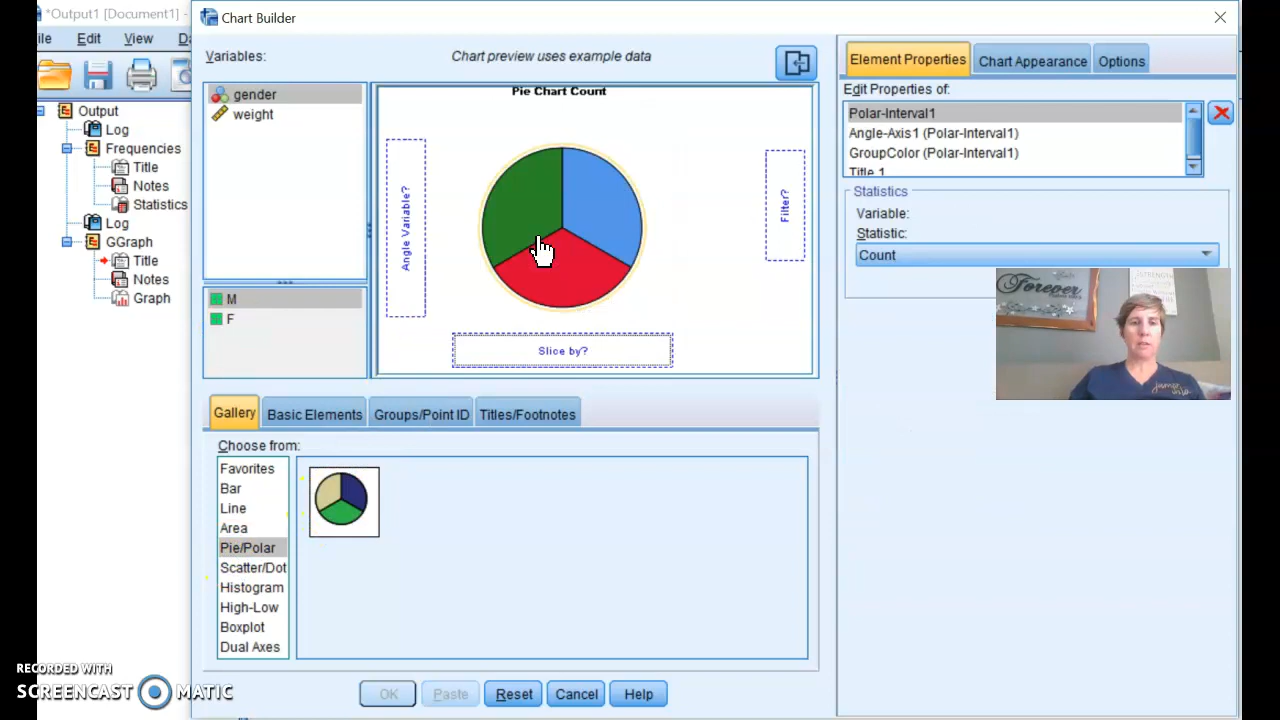 *Output1 [Document1] -
Chart Builder
ile Edit View Da
Variables:
Chart preview uses example data
gender
weight
M
F
Pie Chart Count
Angle Variable?
Filter?
Slice by?
Element Properties Chart Appearance Options
Edit Properties of:
Polar-Interval1
Angle-Axis1 (Polar-Interval1)
GroupColor (Polar-Interval1)
Title 1
Statistics
Variable:
Statistic:
Count
Output
Log
Frequencies
Title
Notes
Statistics
Log
GGraph
Title
Notes
Graph
Forever
STRENGTH
Gallery Basic Elements Groups/Point ID Titles/Footnotes
Choose from:
Favorites
Bar
Line
Area
Pie/Polar
Scatter/Dot
Histogram
High-Low
Boxplot
Dual Axes
OK Paste Reset Cancel Help
RECORDED WITH
SCREENCAST MATIC